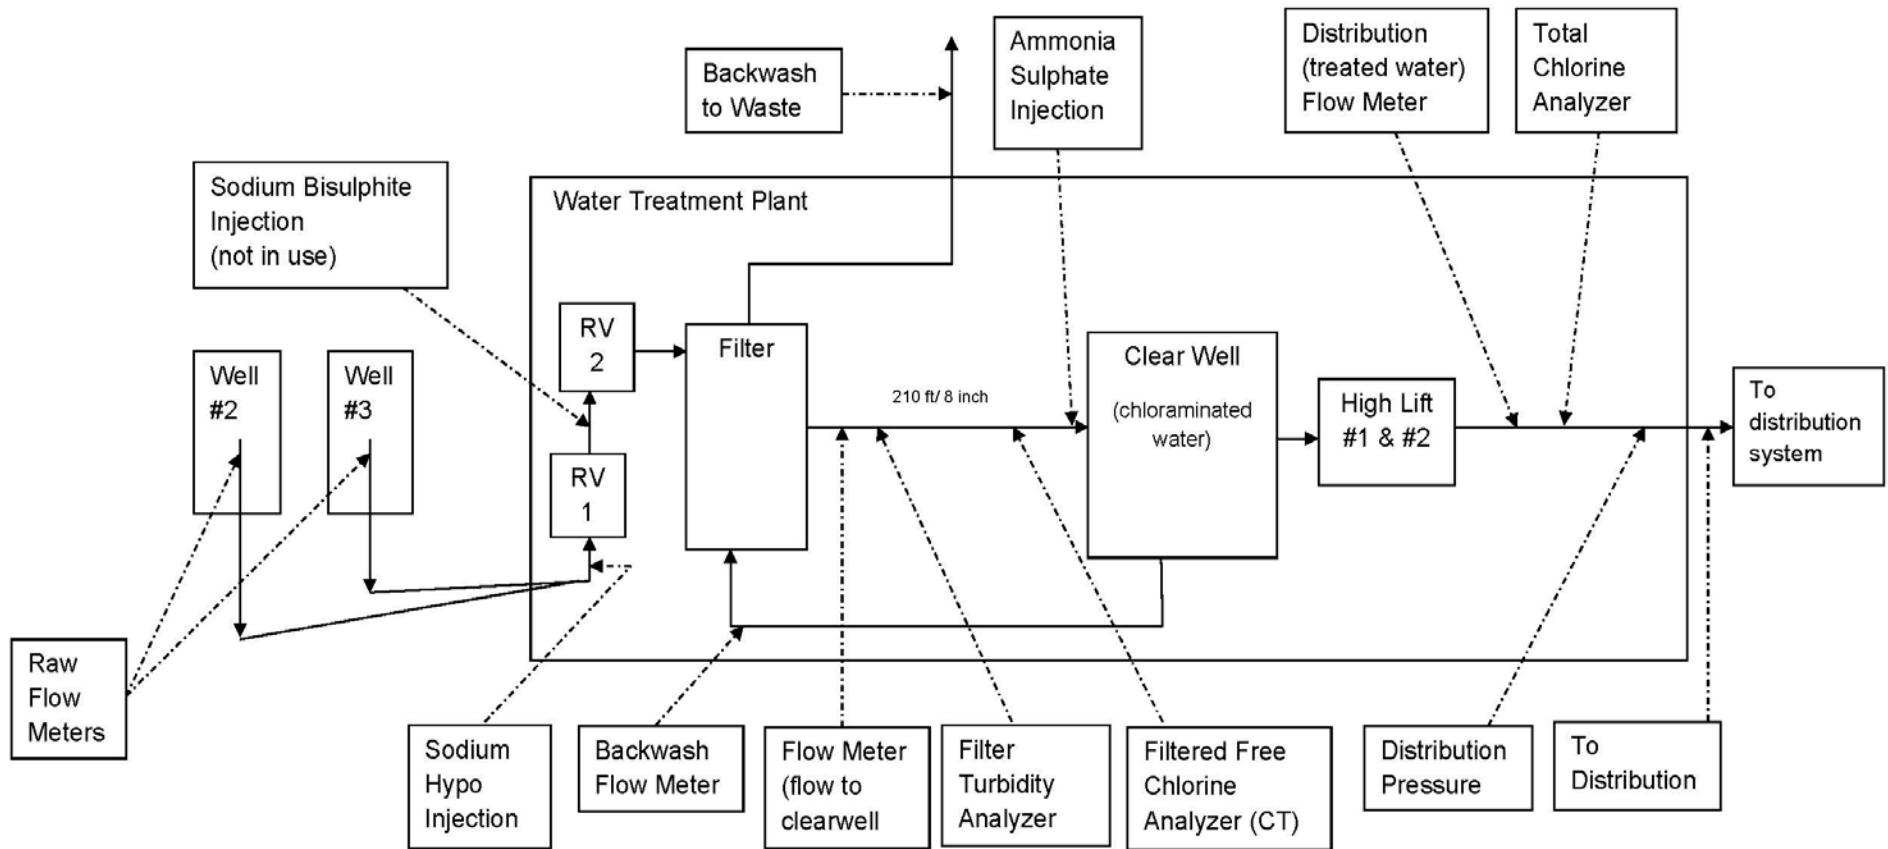 Backwash
to Waste
Ammonia
Sulphate
Injection
Distribution
(treated water)
Flow Meter
Total
Chlorine
Analyzer
Sodium Bisulphite
Injection
(not in use)
Water Treatment Plant
Well
#2
Well
#3
RV
2
RV
1
Filter
210 ft/ 8 inch
Clear Well
(chloraminated
water)
High Lift
#1 & #2
To
distribution
system
Raw
Flow
Meters
Sodium
Hypo
Injection
Backwash
Flow Meter
Flow Meter
(flow to
clearwell
Filter
Turbidity
Analyzer
Filtered Free
Chlorine
Analyzer (CT)
Distribution
Pressure
To
Distribution